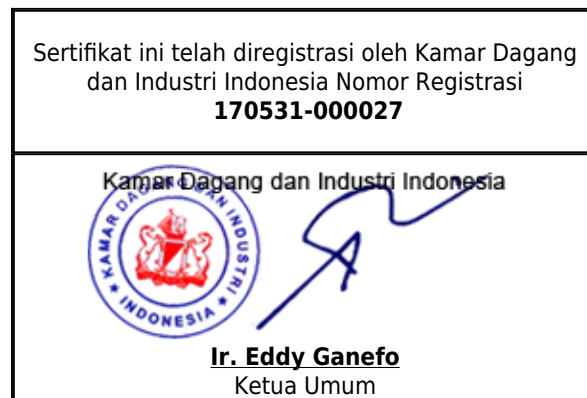 Sertifikat ini telah diregistrasi oleh Kamar Dagang
dan Industri Indonesia Nomor Registrasi
170531-000027
Kamar Dagang dan Industri Indonesia
★ KAMAR DAGANG DAN INDUSTRI ★
INDONESIA
Ir. Eddy Ganefo
Ketua Umum